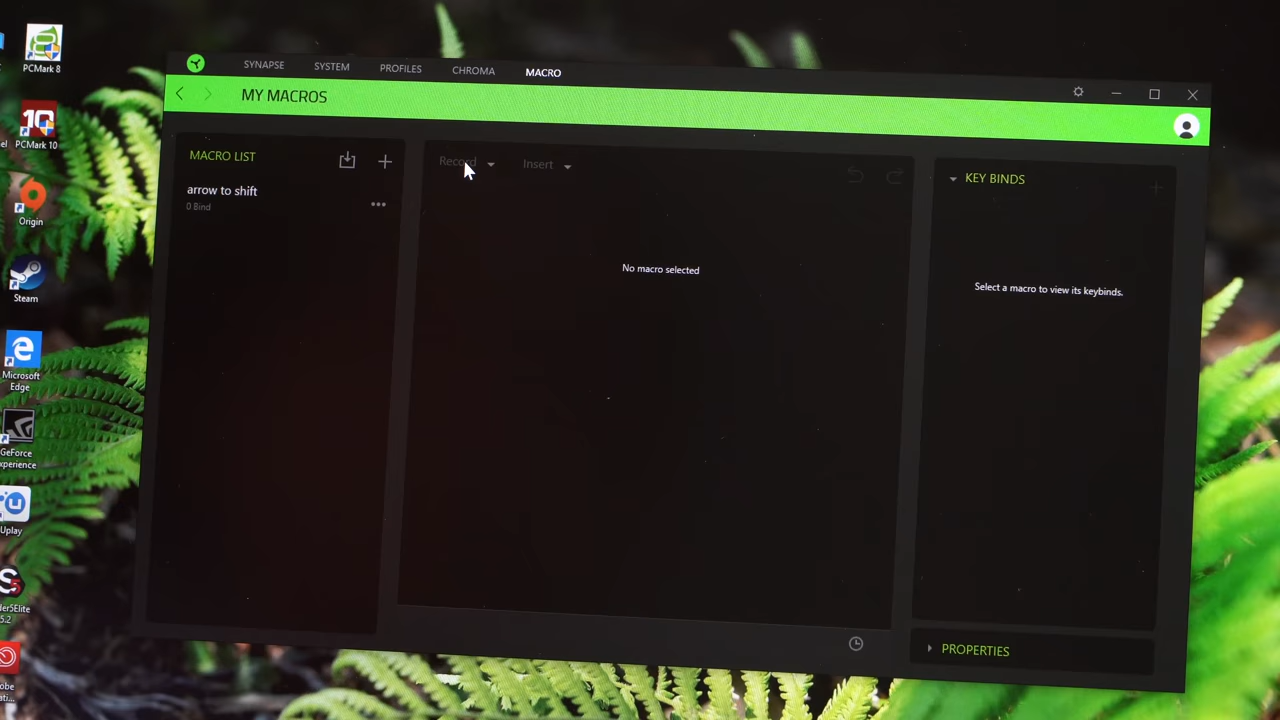 PCMark 8
PCMark 10
Origin
Steam
Microsoft
Edge
GeForce
Uplay
SYNAPSE
SYSTEM
PROFILES
CHROMA
MACRO
MY MACROS
MACRO LIST
arrow to shift
0 Bind
Record
Insert
No macro selected
KEY BINDS
Select a macro to view its keybinds.
PROPERTIES